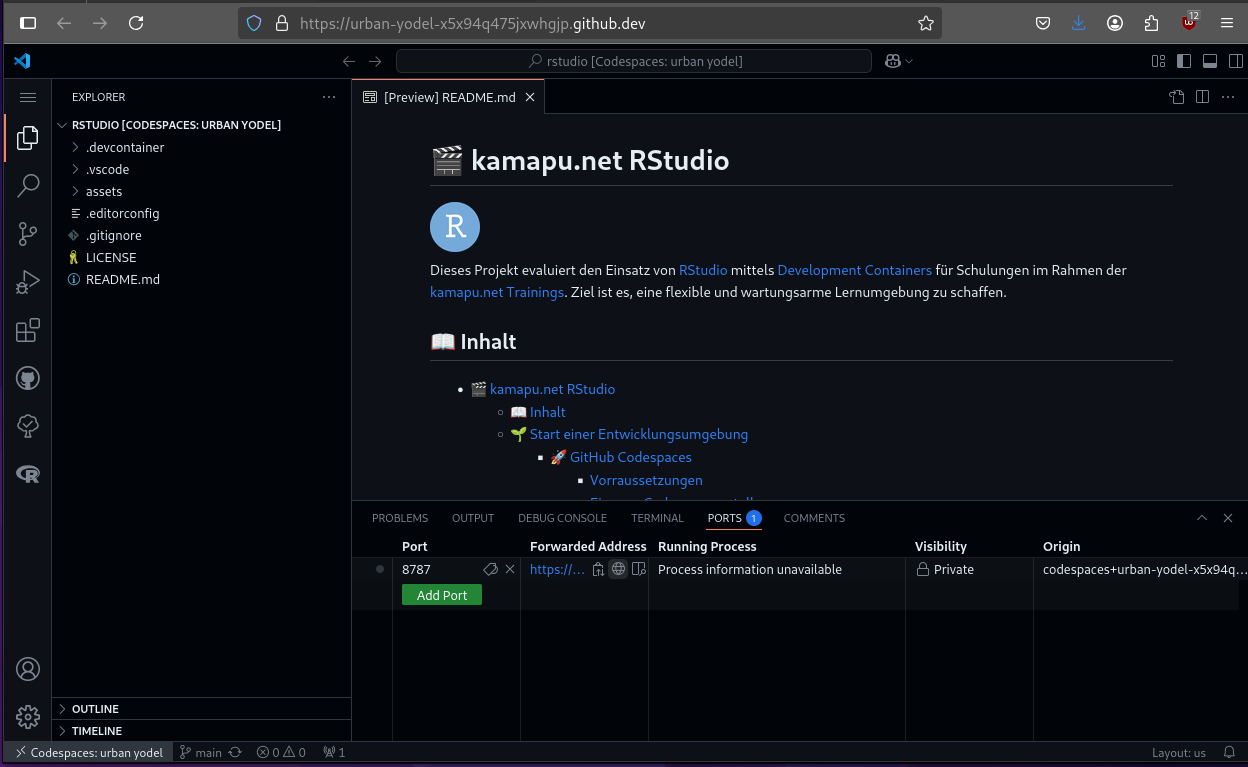 https://urban-yodel-x5x94q475jxwhgjp.github.dev
12
rstudio [Codespaces: urban yodel]
EXPLORER
RSTUDIO [CODESPACES: URBAN YODEL]
.devcontainer
.vscode
assets
.editorconfig
.gitignore
LICENSE
README.md
OUTLINE
TIMELINE
[Preview] README.md
kamapu.net RStudio
R
Dieses Projekt evaluiert den Einsatz von RStudio mittels Development Containers für Schulungen im Rahmen der
kamapu.net Trainings. Ziel ist es, eine flexible und wartungsarme Lernumgebung zu schaffen.
Inhalt
kamapu.net RStudio
Inhalt
Start einer Entwicklungsumgebung
GitHub Codespaces
Vorraussetzungen
PROBLEMS OUTPUT DEBUG CONSOLE TERMINAL PORTS 1 COMMENTS
Port Forwarded Address Running Process Visibility Origin
8787 https://... Process information unavailable Private codespaces+urban-yodel-x5x94q...
Add Port
Codespaces: urban yodel main 0 0 1 Layout: us